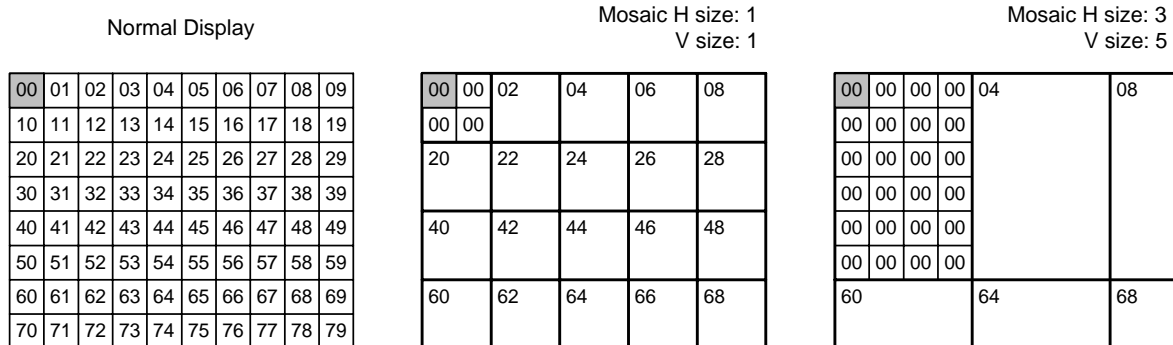 Normal Display
00 01 02 03 04 05 06 07 08 09
10 11 12 13 14 15 16 17 18 19
20 21 22 23 24 25 26 27 28 29
30 31 32 33 34 35 36 37 38 39
40 41 42 43 44 45 46 47 48 49
50 51 52 53 54 55 56 57 58 59
60 61 62 63 64 65 66 67 68 69
70 71 72 73 74 75 76 77 78 79
Mosaic H size: 1
V size: 1
00 00 02 04 06 08
00 00
20 22 24 26 28
40 42 44 46 48
60 62 64 66 68
Mosaic H size: 3
V size: 5
00 00 00 00 04 08
00 00 00 00
00 00 00 00
00 00 00 00
00 00 00 00
00 00 00 00
60 64 68